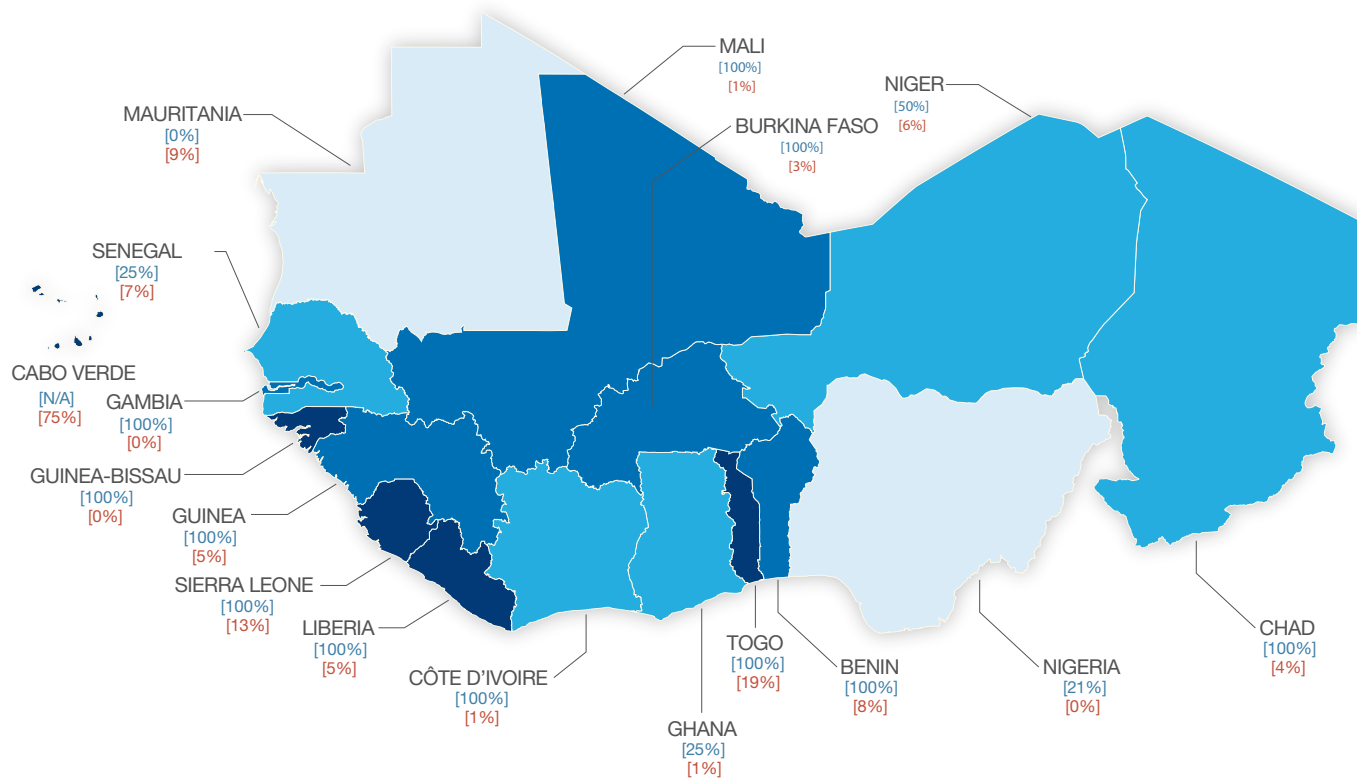 MALI
[100%]
[1%]
NIGER
[50%]
[6%]
MAURITANIA
[0%]
[9%]
BURKINA FASO
[100%]
[3%]
SENEGAL
[25%]
[7%]
CABO VERDE
[N/A]
[75%]
GAMBIA
[100%]
[0%]
GUINEA-BISSAU
[100%]
[0%]
GUINEA
[100%]
[5%]
SIERRA LEONE
[100%]
[13%]
LIBERIA
[100%]
[5%]
CÔTE D'IVOIRE
[100%]
[1%]
GHANA
[25%]
[1%]
TOGO
[100%]
[19%]
BENIN
[100%]
[8%]
NIGERIA
[21%]
[0%]
CHAD
[100%]
[4%]